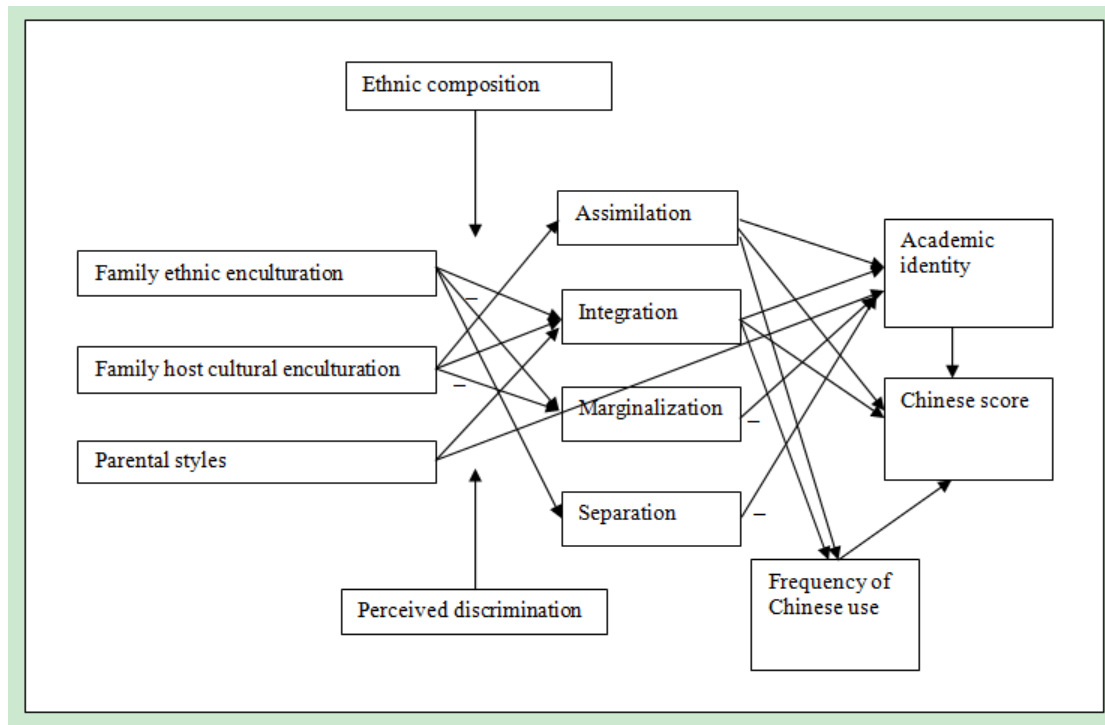 Ethnic composition
Assimilation
Academic
identity
Family ethnic enculturation
–
Integration
Family host cultural enculturation
–
Marginalization
–
Chinese score
Parental styles
Separation
–
Frequency of
Chinese use
Perceived discrimination